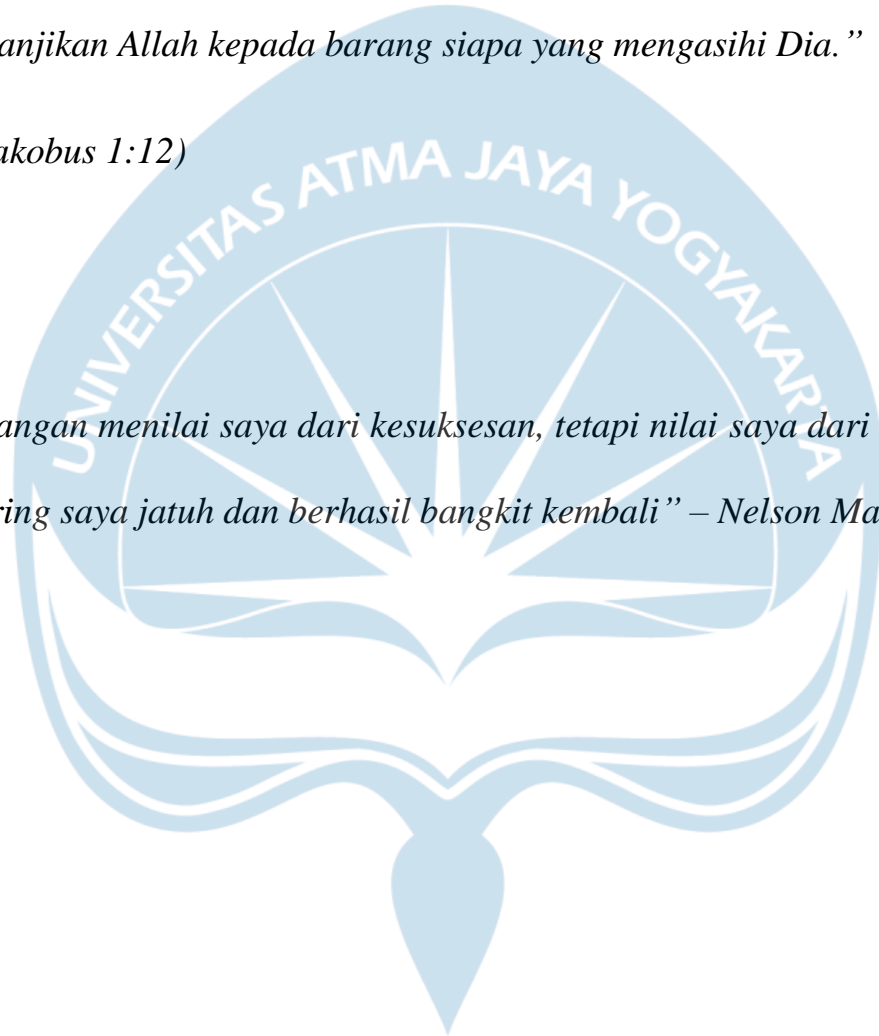 anjikan Allah kepada barang siapa yang mengasihi Dia.”
akobus 1:12)
UNIVERSITAS ATMA JAYA YOGYAKARTA
angan menilai saya dari kesuksesan, tetapi nilai saya dari
ring saya jatuh dan berhasil bangkit kembali” – Nelson Ma